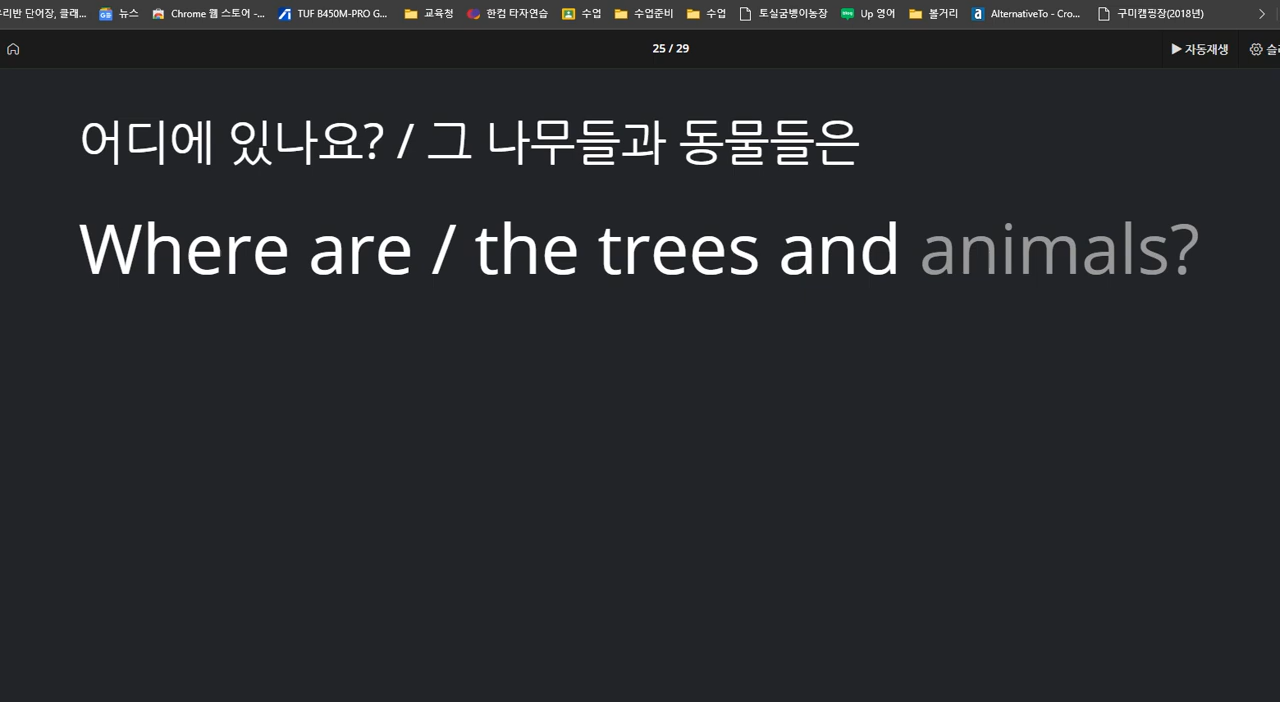 우리반 단어장, 클래... 뉴스 Chrome 웹 스토어 -... TUF B450M-PRO G... 교육청 한컴 타자연습 수업 수업준비 수업 토실굼벵이농장 Up 영어 볼거리 AlternativeTo - Cro... 구미캠핑장(2018년)
25 / 29 ▶ 자동재생
어디에 있나요? / 그 나무들과 동물들은
Where are / the trees and animals?